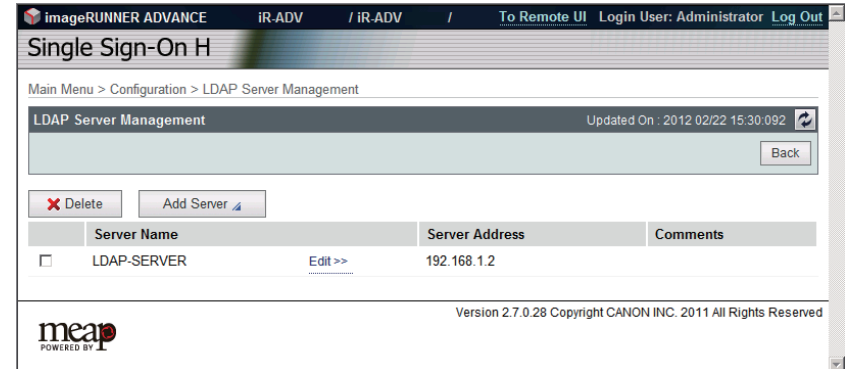 imageRUNNER ADVANCE iR-ADV / iR-ADV / To Remote UI Login User: Administrator Log Out
Single Sign-On H
Main Menu > Configuration > LDAP Server Management
LDAP Server Management Updated On : 2012 02/22 15:30:092
Back
Delete Add Server
Server Name Server Address Comments
LDAP-SERVER Edit >> 192.168.1.2
Version 2.7.0.28 Copyright CANON INC. 2011 All Rights Reserved
meap
POWERED BY